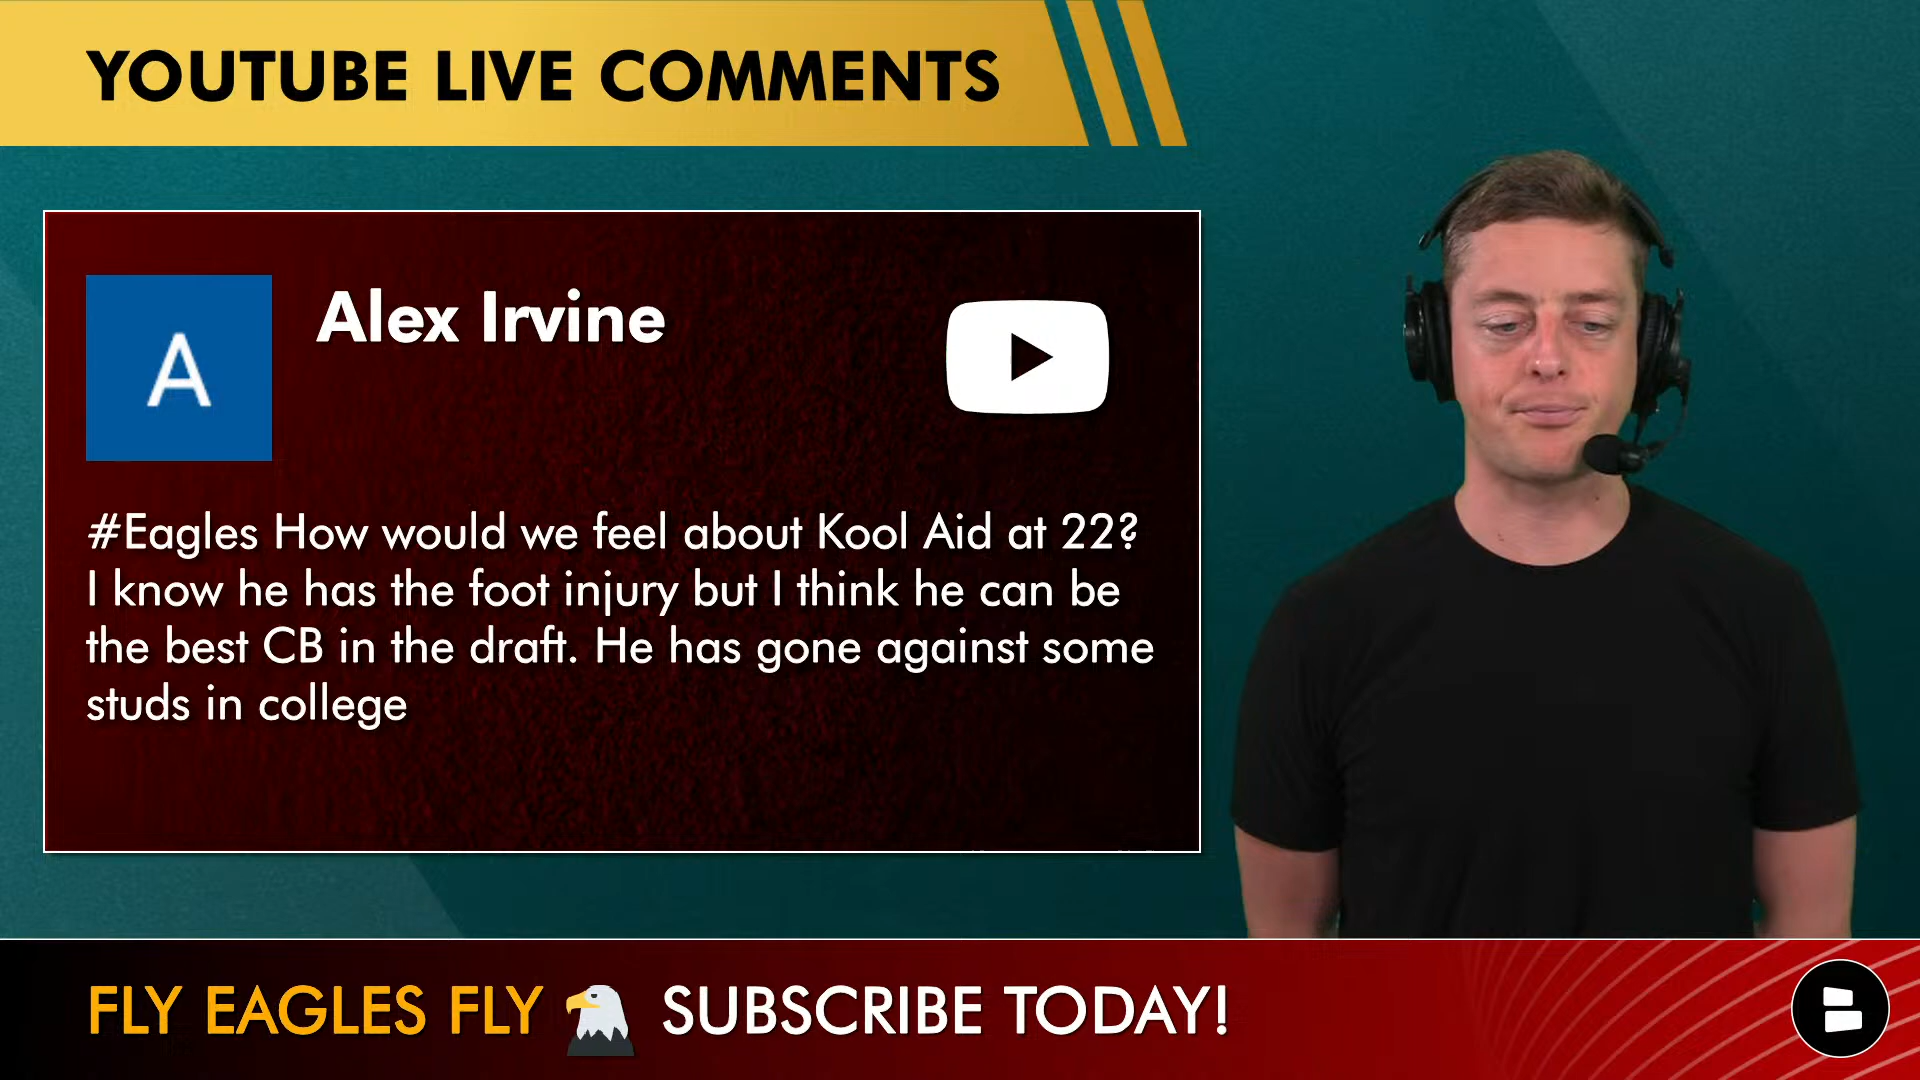 YOUTUBE LIVE COMMENTS
A
Alex Irvine
#Eagles How would we feel about Kool Aid at 22?
I know he has the foot injury but I think he can be
the best CB in the draft. He has gone against some
studs in college
FLY EAGLES FLY 🦅 SUBSCRIBE TODAY!